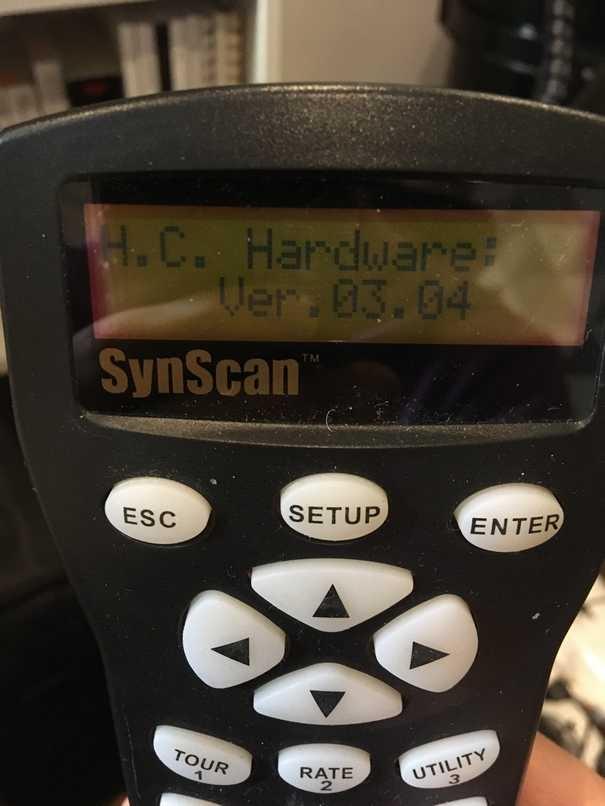 H.C. Hardware:
Ver.03.04
SynScan™
ESC SETUP ENTER
TOUR RATE UTILITY
1 2 3